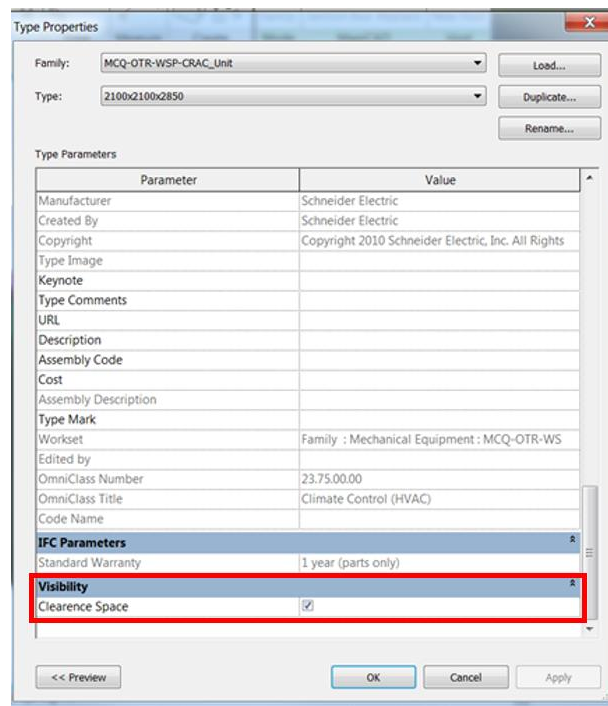 Type Properties
Family: MCQ-OTR-WSP-CRAC_Unit Load...
Type: 2100x2100x2850 Duplicate...
Rename...
Type Parameters
Parameter Value
Manufacturer Schneider Electric
Created By Schneider Electric
Copyright Copyright 2010 Schneider Electric, Inc. All Rights
Type Image
Keynote
Type Comments
URL
Description
Assembly Code
Cost
Assembly Description
Type Mark
Workset Family : Mechanical Equipment : MCQ-OTR-WS
Edited by
OmniClass Number 23.75.00.00
OmniClass Title Climate Control (HVAC)
Code Name
IFC Parameters
Standard Warranty 1 year (parts only)
Visibility
Clearence Space
<< Preview OK Cancel Apply